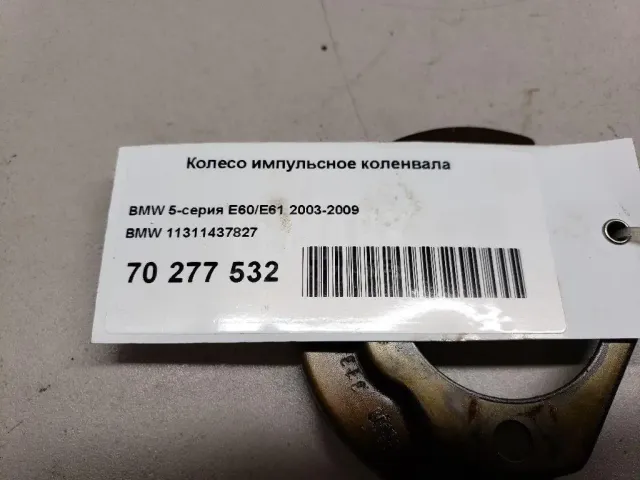 Колесо импульсное коленвала
BMW 5-серия E60/E61 2003-2009
BMW 11311437827
70 277 532